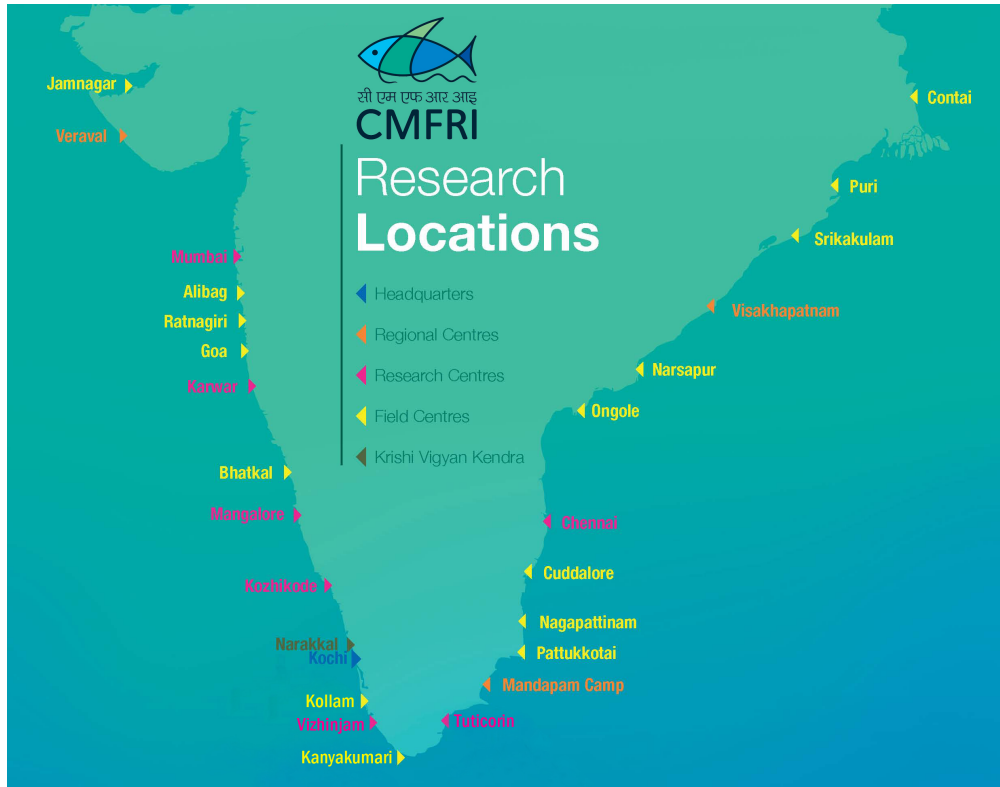 सी एम एफ आर आइ
CMFRI
Research
Locations
Headquarters
Regional Centres
Research Centres
Field Centres
Krishi Vigyan Kendra
Jamnagar
Veraval
Mumbai
Alibag
Ratnagiri
Goa
Karwar
Bhatkal
Mangalore
Kozhikode
Narakkal
Kochi
Kollam
Vizhinjam
Kanyakumari
Contai
Puri
Srikakulam
Visakhapatnam
Narsapur
Ongole
Chennai
Cuddalore
Nagapattinam
Pattukkotai
Mandapam Camp
Tuticorin